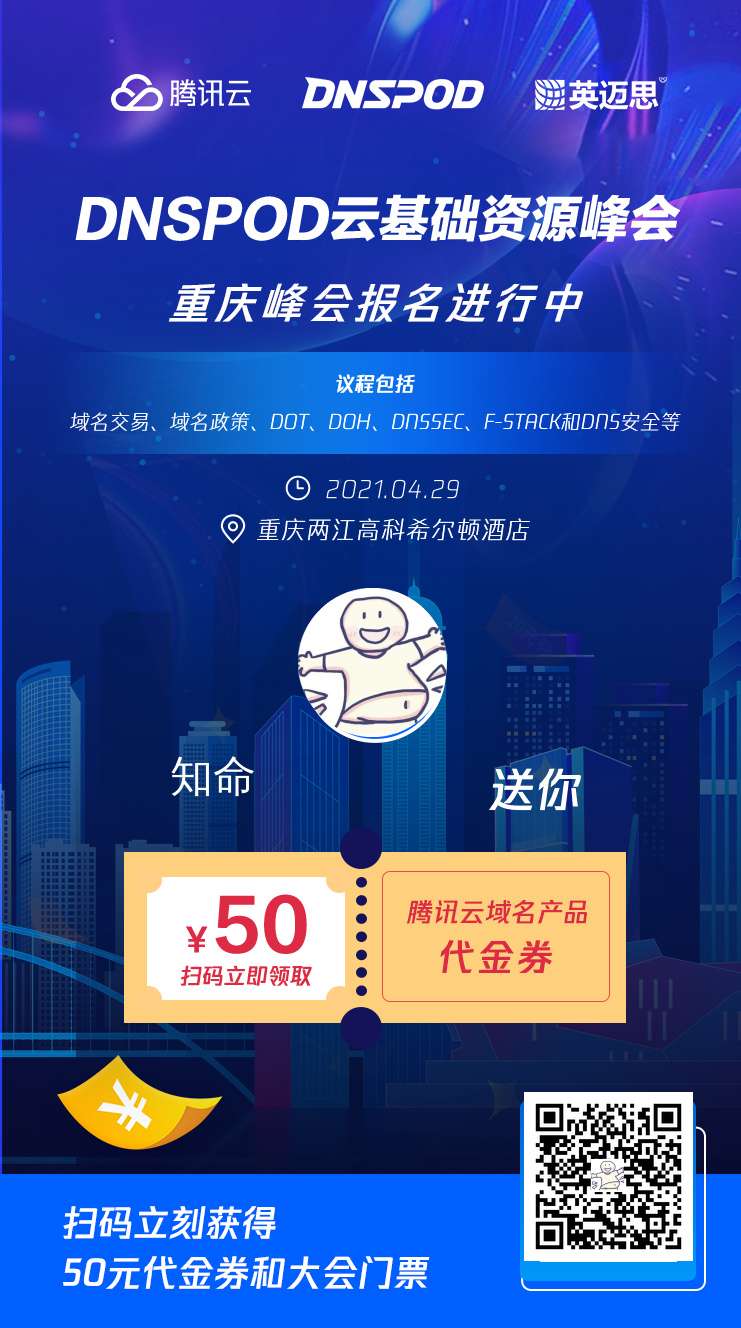 腾讯云 DNSPOD 英迈思
DNSPOD云基础资源峰会
重庆峰会报名进行中
议程包括
域名交易、域名政策、DOT、DOH、DNSSEC、F-STACK和DNS安全等
2021.04.29
重庆两江高科希尔顿酒店
知命
送你
¥50
扫码立即领取
腾讯云域名产品
代金券
¥
扫码立刻获得
50元代金券和大会门票